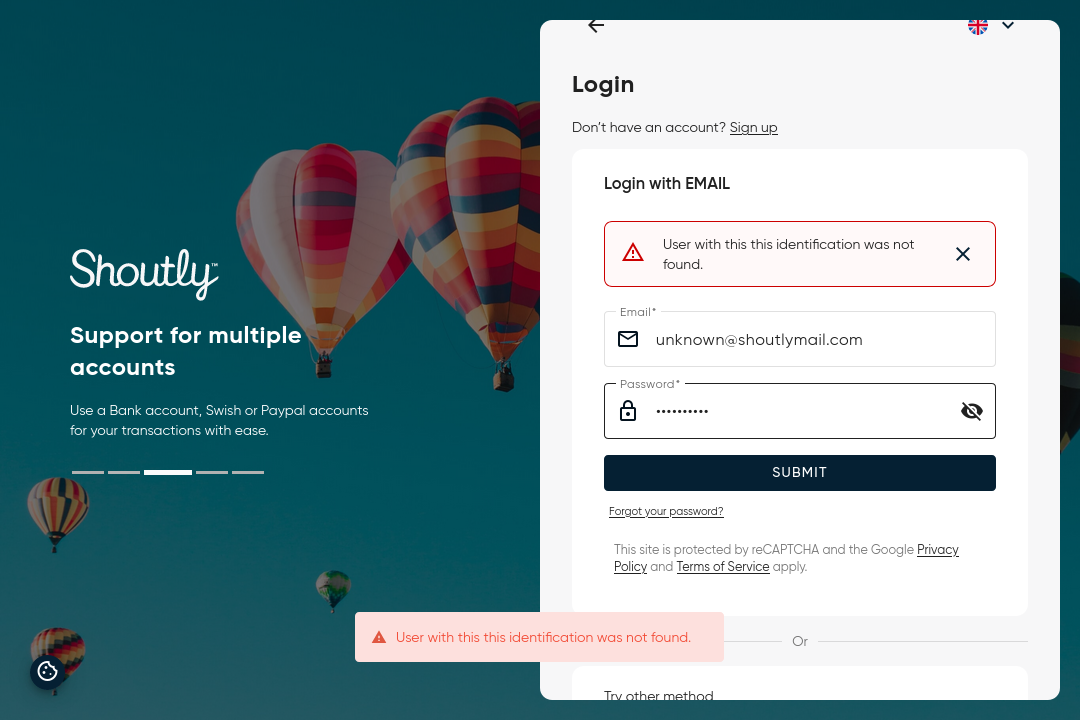 Shoutly™
Support for multiple
accounts
Use a Bank account, Swish or Paypal accounts
for your transactions with ease.
Login
Don’t have an account? Sign up
Login with EMAIL
User with this this identification was not
found.
Email*
unknown@shoutlymail.com
Password*
••••••••••
SUBMIT
Forgot your password?
This site is protected by reCAPTCHA and the Google Privacy
Policy and Terms of Service apply.
User with this this identification was not found.
Or
Try other method